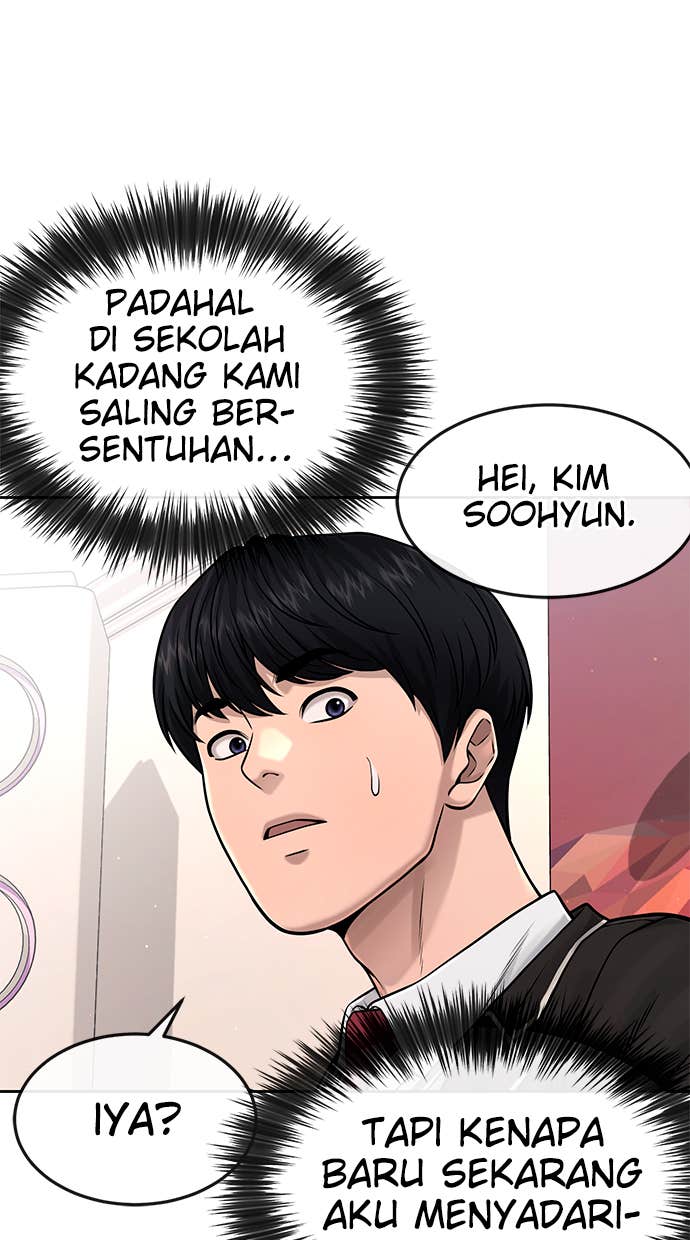 PADAHAL
DI SEKOLAH
KADANG KAMI
SALING BER-
SENTUHAN...
HEI, KIM
SOOHYUN.
IYA?
TAPI KENAPA
BARU SEKARANG
AKU MENYADARI-